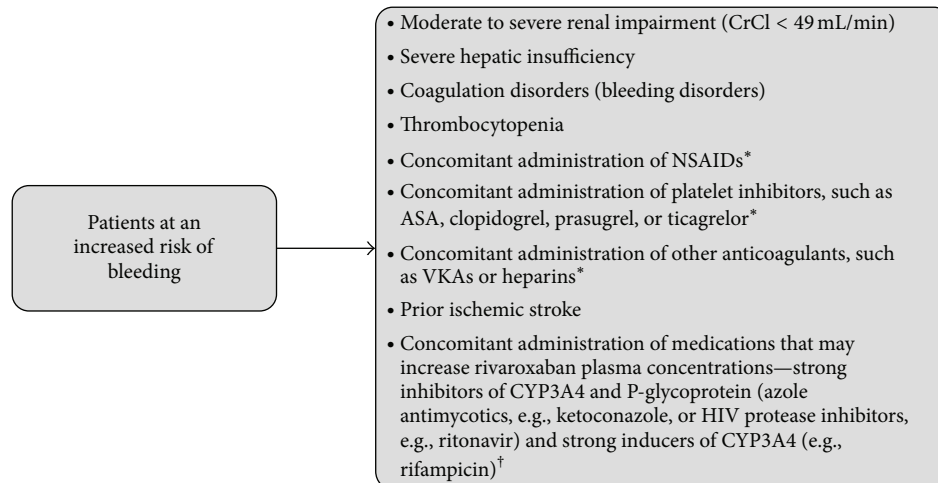 Patients at an
increased risk of
bleeding
• Moderate to severe renal impairment (CrCl < 49 mL/min)
• Severe hepatic insufficiency
• Coagulation disorders (bleeding disorders)
• Thrombocytopenia
• Concomitant administration of NSAIDs*
• Concomitant administration of platelet inhibitors, such as
ASA, clopidogrel, prasugrel, or ticagrelor*
• Concomitant administration of other anticoagulants, such
as VKAs or heparins*
• Prior ischemic stroke
• Concomitant administration of medications that may
increase rivaroxaban plasma concentrations—strong
inhibitors of CYP3A4 and P-glycoprotein (azole
antimycotics, e.g., ketoconazole, or HIV protease inhibitors,
e.g., ritonavir) and strong inducers of CYP3A4 (e.g.,
rifampicin)†